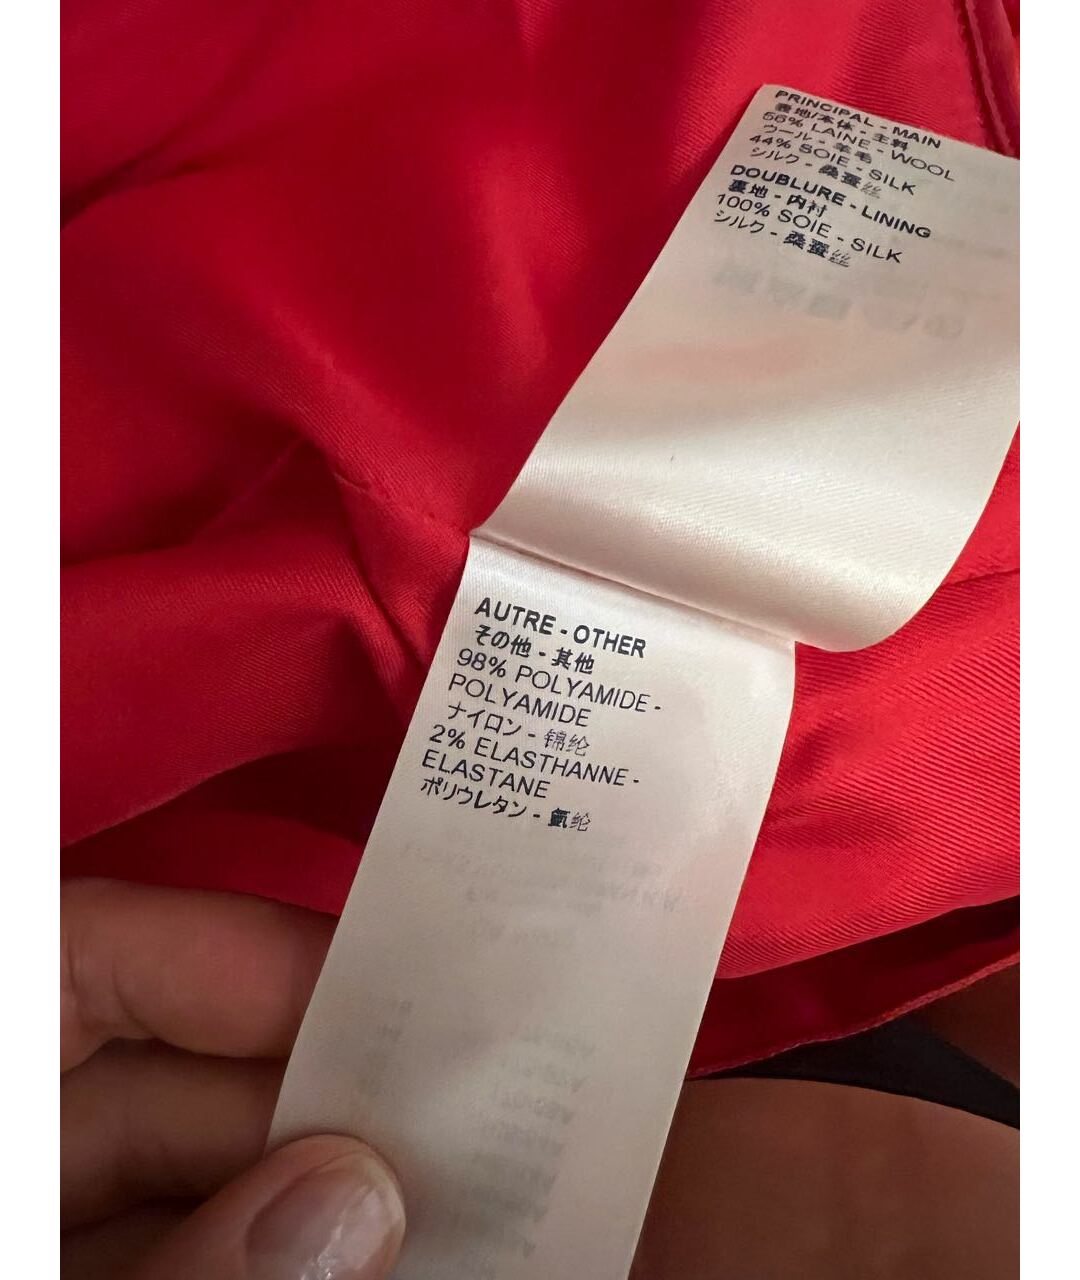 PRINCIPAL - MAIN
表地/本体 - 主料
56% LAINE - WOOL
ウール - 羊毛
44% SOIE - SILK
シルク - 桑蚕丝
DOUBLURE - LINING
裏地 - 内衬
100% SOIE - SILK
シルク - 桑蚕丝
AUTRE - OTHER
その他 - 其他
98% POLYAMIDE -
POLYAMIDE
ナイロン - 锦纶
2% ELASTHANNE -
ELASTANE
ポリウレタン - 氨纶